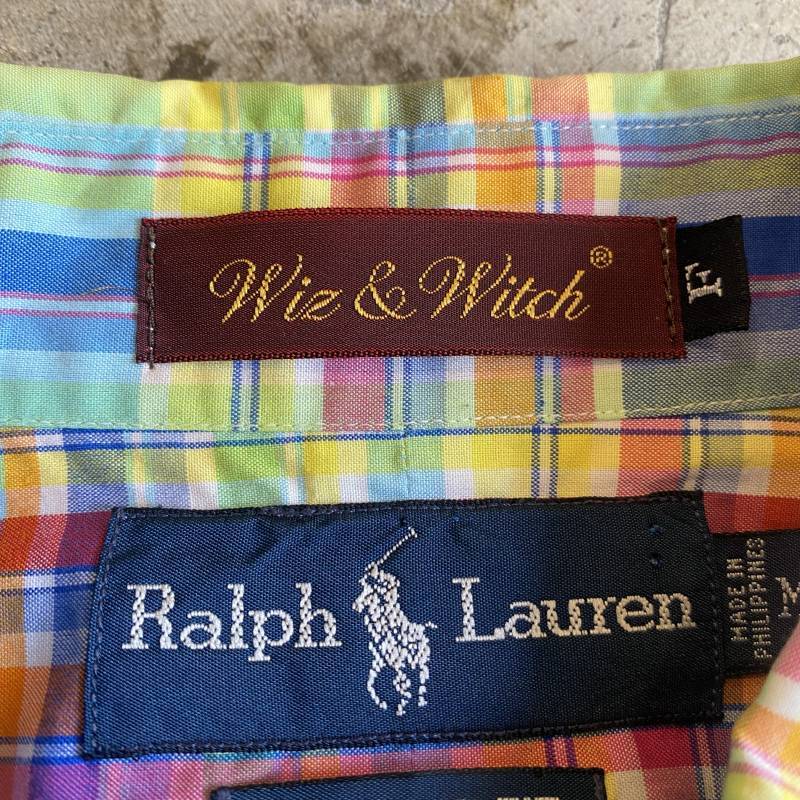 Wiz & Witch®
F
Ralph Lauren
MADE IN
PHILIPPINES
M